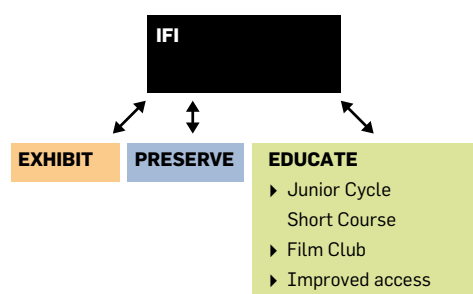 IFI
EXHIBIT
PRESERVE
EDUCATE
Junior Cycle
Short Course
Film Club
Improved access